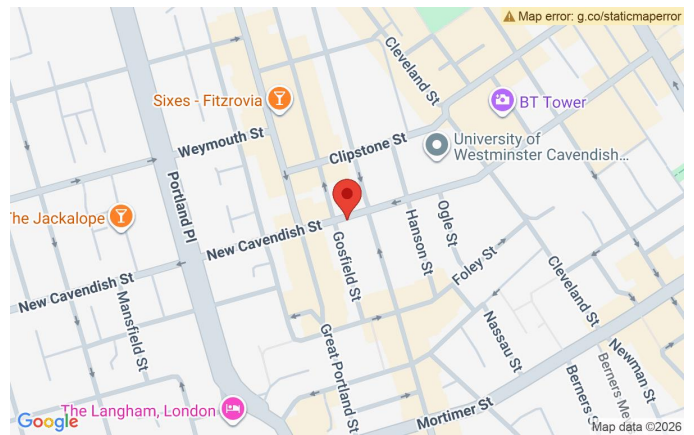 Map error: g.co/staticmaperror
Cleveland St
Sixes - Fitzrovia
BT Tower
Weymouth St
Clipstone St
University of
Westminster Cavendish...
Portland Pl
The Jackalope
New Cavendish St
Gosfield St
Hanson St
Ogle St
Foley St
New Cavendish St
Mansfield St
Cleveland St
Great Portland St
Nassau St
Newman St
Berners Me
Berners S
The Langham, London
Mortimer St
Google
Map data ©2026